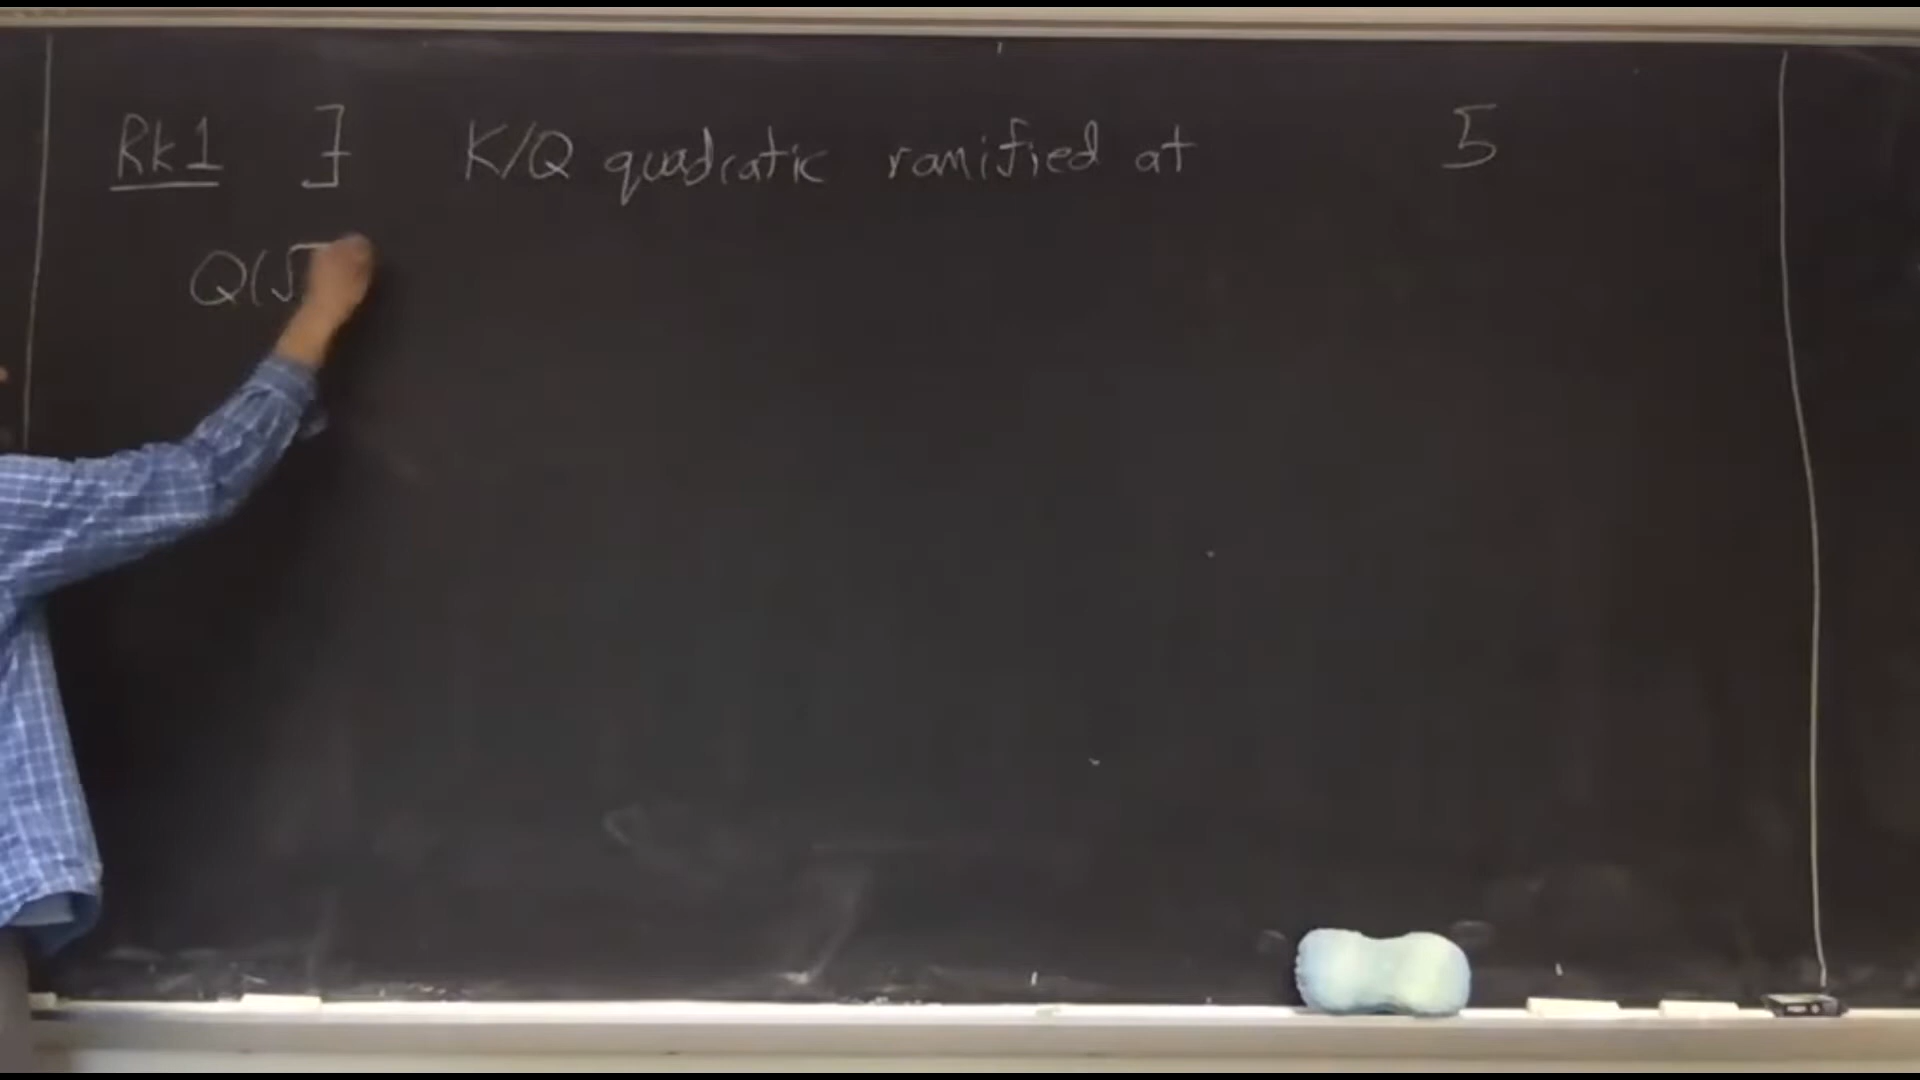 Rk1 ∃ K/Q quadratic ramified at 5
Q(√